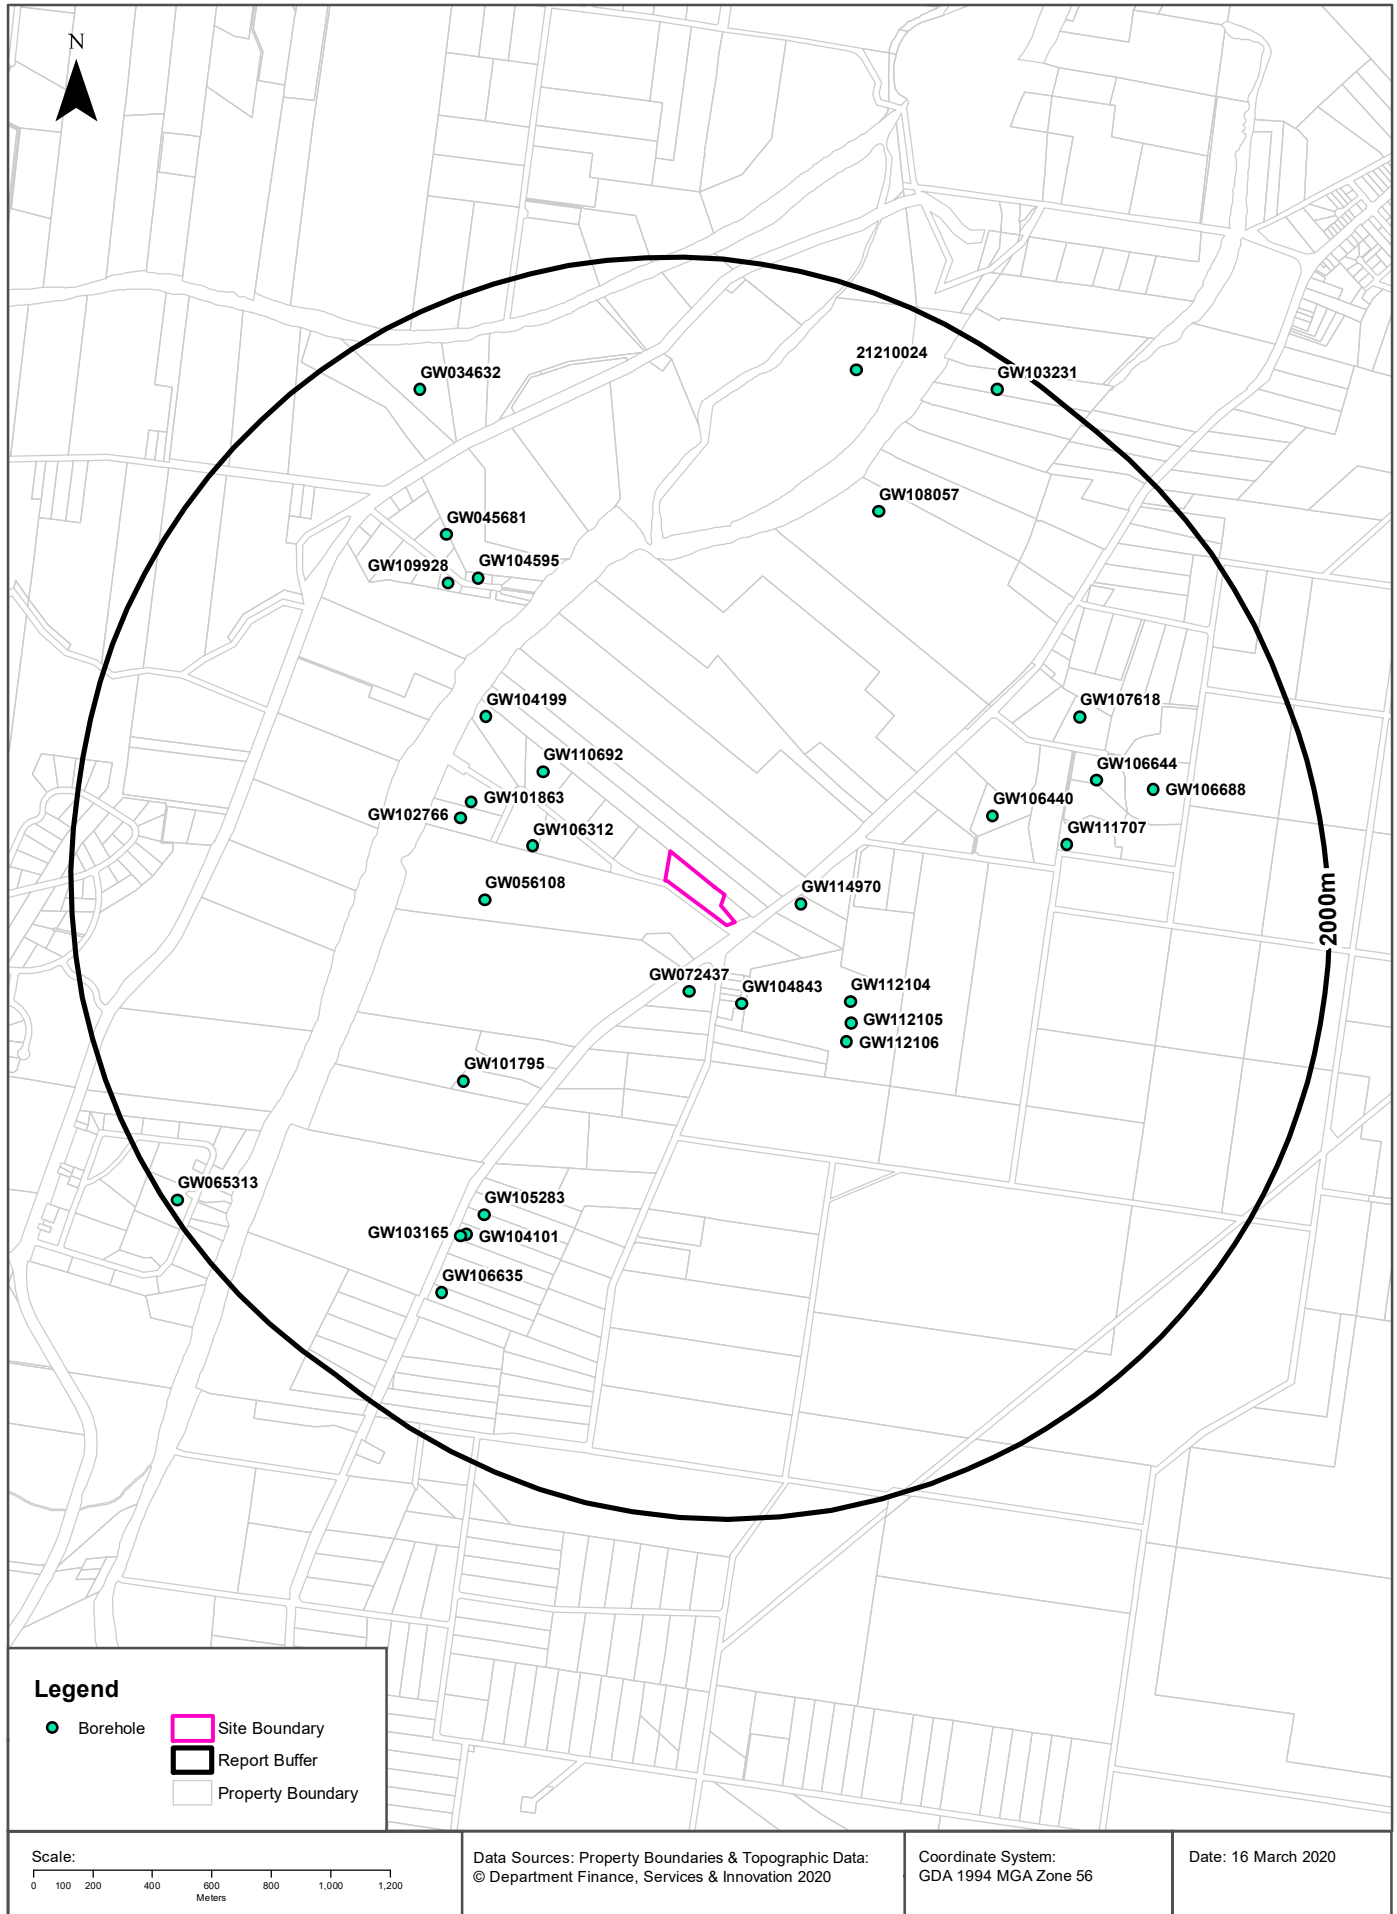 N
21210024
GW034632
GW103231
GW108057
GW045681
GW104595
GW109928
GW104199
GW107618
GW110692
GW106644
GW106688
GW101863
GW102766
GW106440
GW106312
GW111707
GW056108
GW114970
2000m
GW072437
GW104843
GW112104
GW112105
GW112106
GW101795
GW065313
GW105283
GW103165
GW104101
GW106635
Legend
Borehole
Site Boundary
Report Buffer
Property Boundary
Scale:
0 100 200 400 600 800 1,000 1,200
Meters
Data Sources: Property Boundaries & Topographic Data:
© Department Finance, Services & Innovation 2020
Coordinate System:
GDA 1994 MGA Zone 56
Date: 16 March 2020